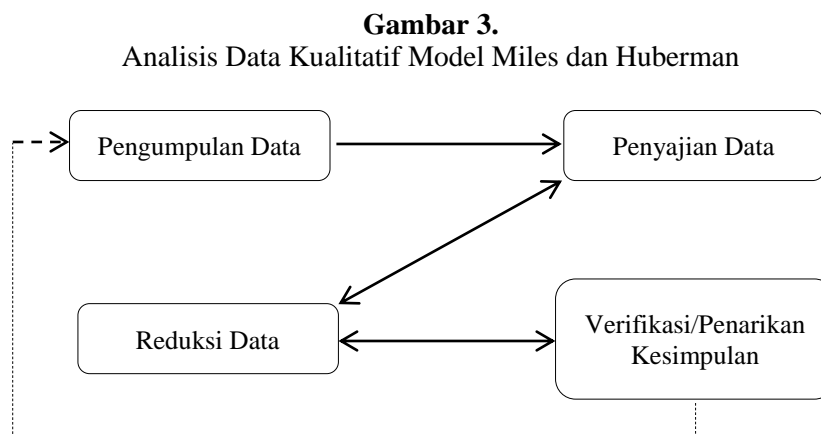 Gambar 3.
Analisis Data Kualitatif Model Miles dan Huberman
Pengumpulan Data
Penyajian Data
Reduksi Data
Verifikasi/Penarikan
Kesimpulan